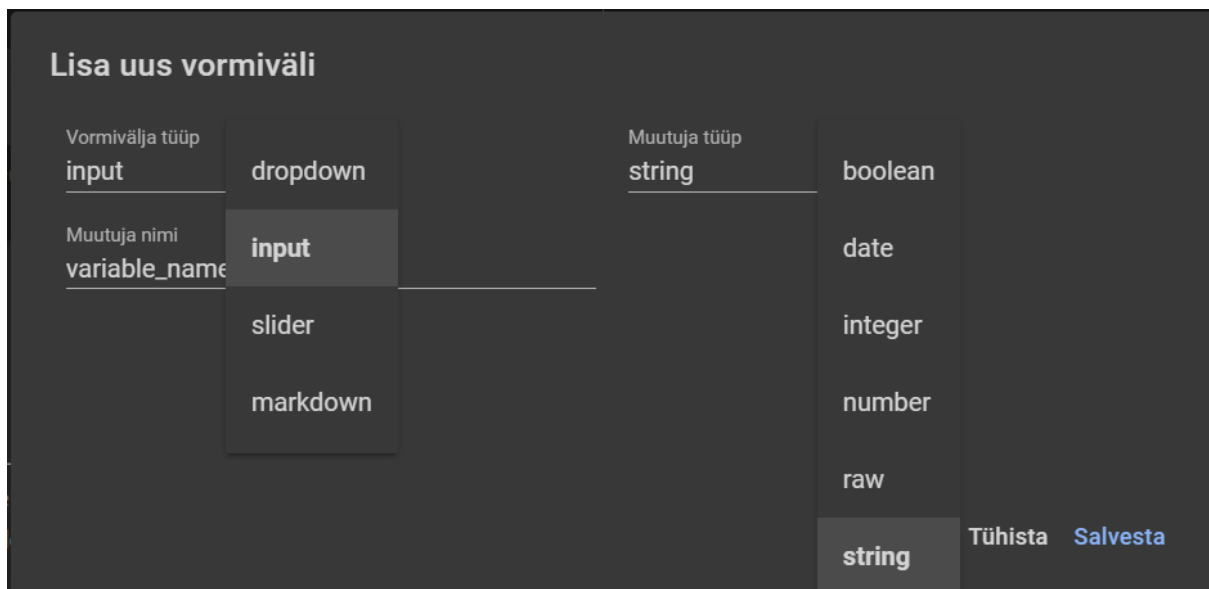 Lisa uus vormiväli
Vormivälja tüüp
input
dropdown
input
slider
markdown
Muutuja nimi
variable_name
Muutuja tüüp
string
boolean
date
integer
number
raw
string
Tühista Salvesta